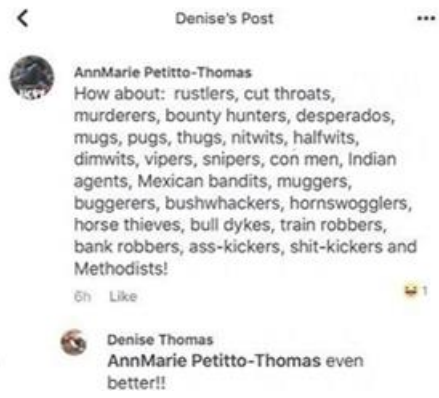 Denise's Post
AnnMarie Petitto-Thomas
How about: rustlers, cut throats,
murderers, bounty hunters, desperados,
mugs, pugs, thugs, nitwits, halfwits,
dimwits, vipers, snipers, con men, Indian
agents, Mexican bandits, muggers,
buggerers, bushwhackers, hornswogglers,
horse thieves, bull dykes, train robbers,
bank robbers, ass-kickers, shit-kickers and
Methodists!
6h Like
1
Denise Thomas
AnnMarie Petitto-Thomas even
better!!